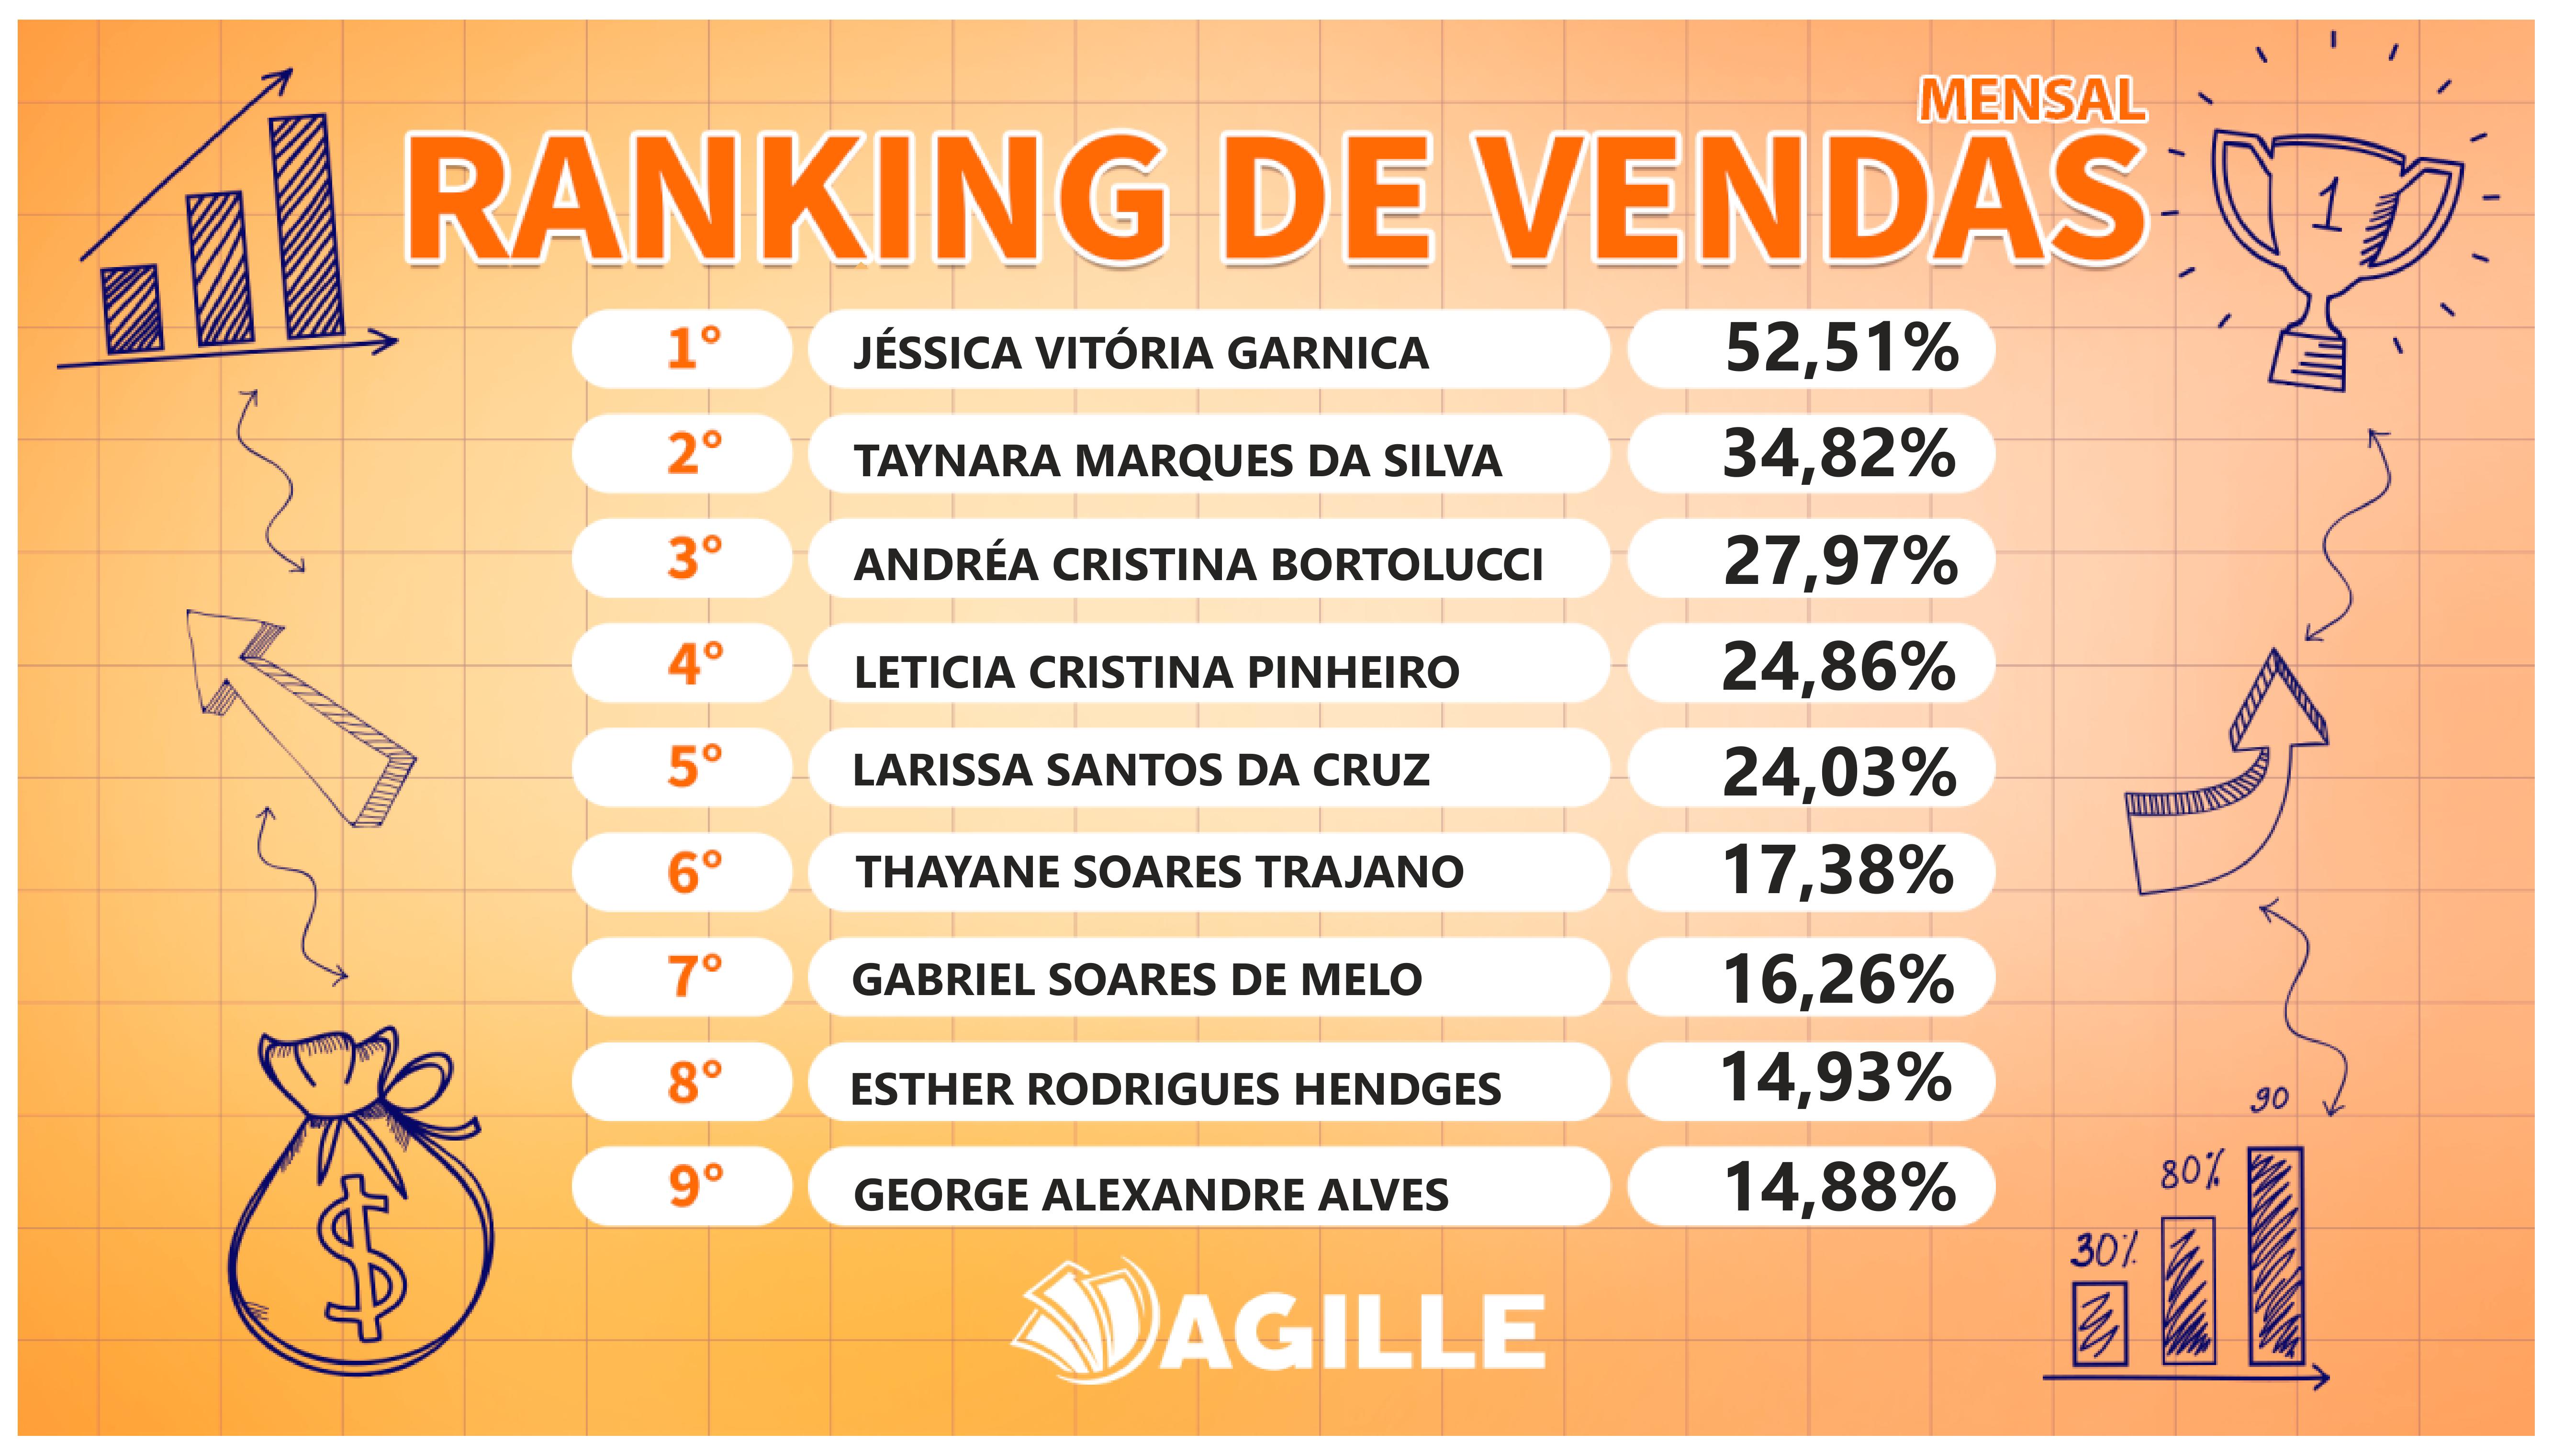 MENSAL
RANKING DE VENDAS
1
1° JÉSSICA VITÓRIA GARNICA 52,51%
2° TAYNARA MARQUES DA SILVA 34,82%
3° ANDRÉA CRISTINA BORTOLUCCI 27,97%
4° LETICIA CRISTINA PINHEIRO 24,86%
5° LARISSA SANTOS DA CRUZ 24,03%
6° THAYANE SOARES TRAJANO 17,38%
7° GABRIEL SOARES DE MELO 16,26%
8° ESTHER RODRIGUES HENDGES 14,93%
9° GEORGE ALEXANDRE ALVES 14,88%
90
80%
30%
$
AGILLE